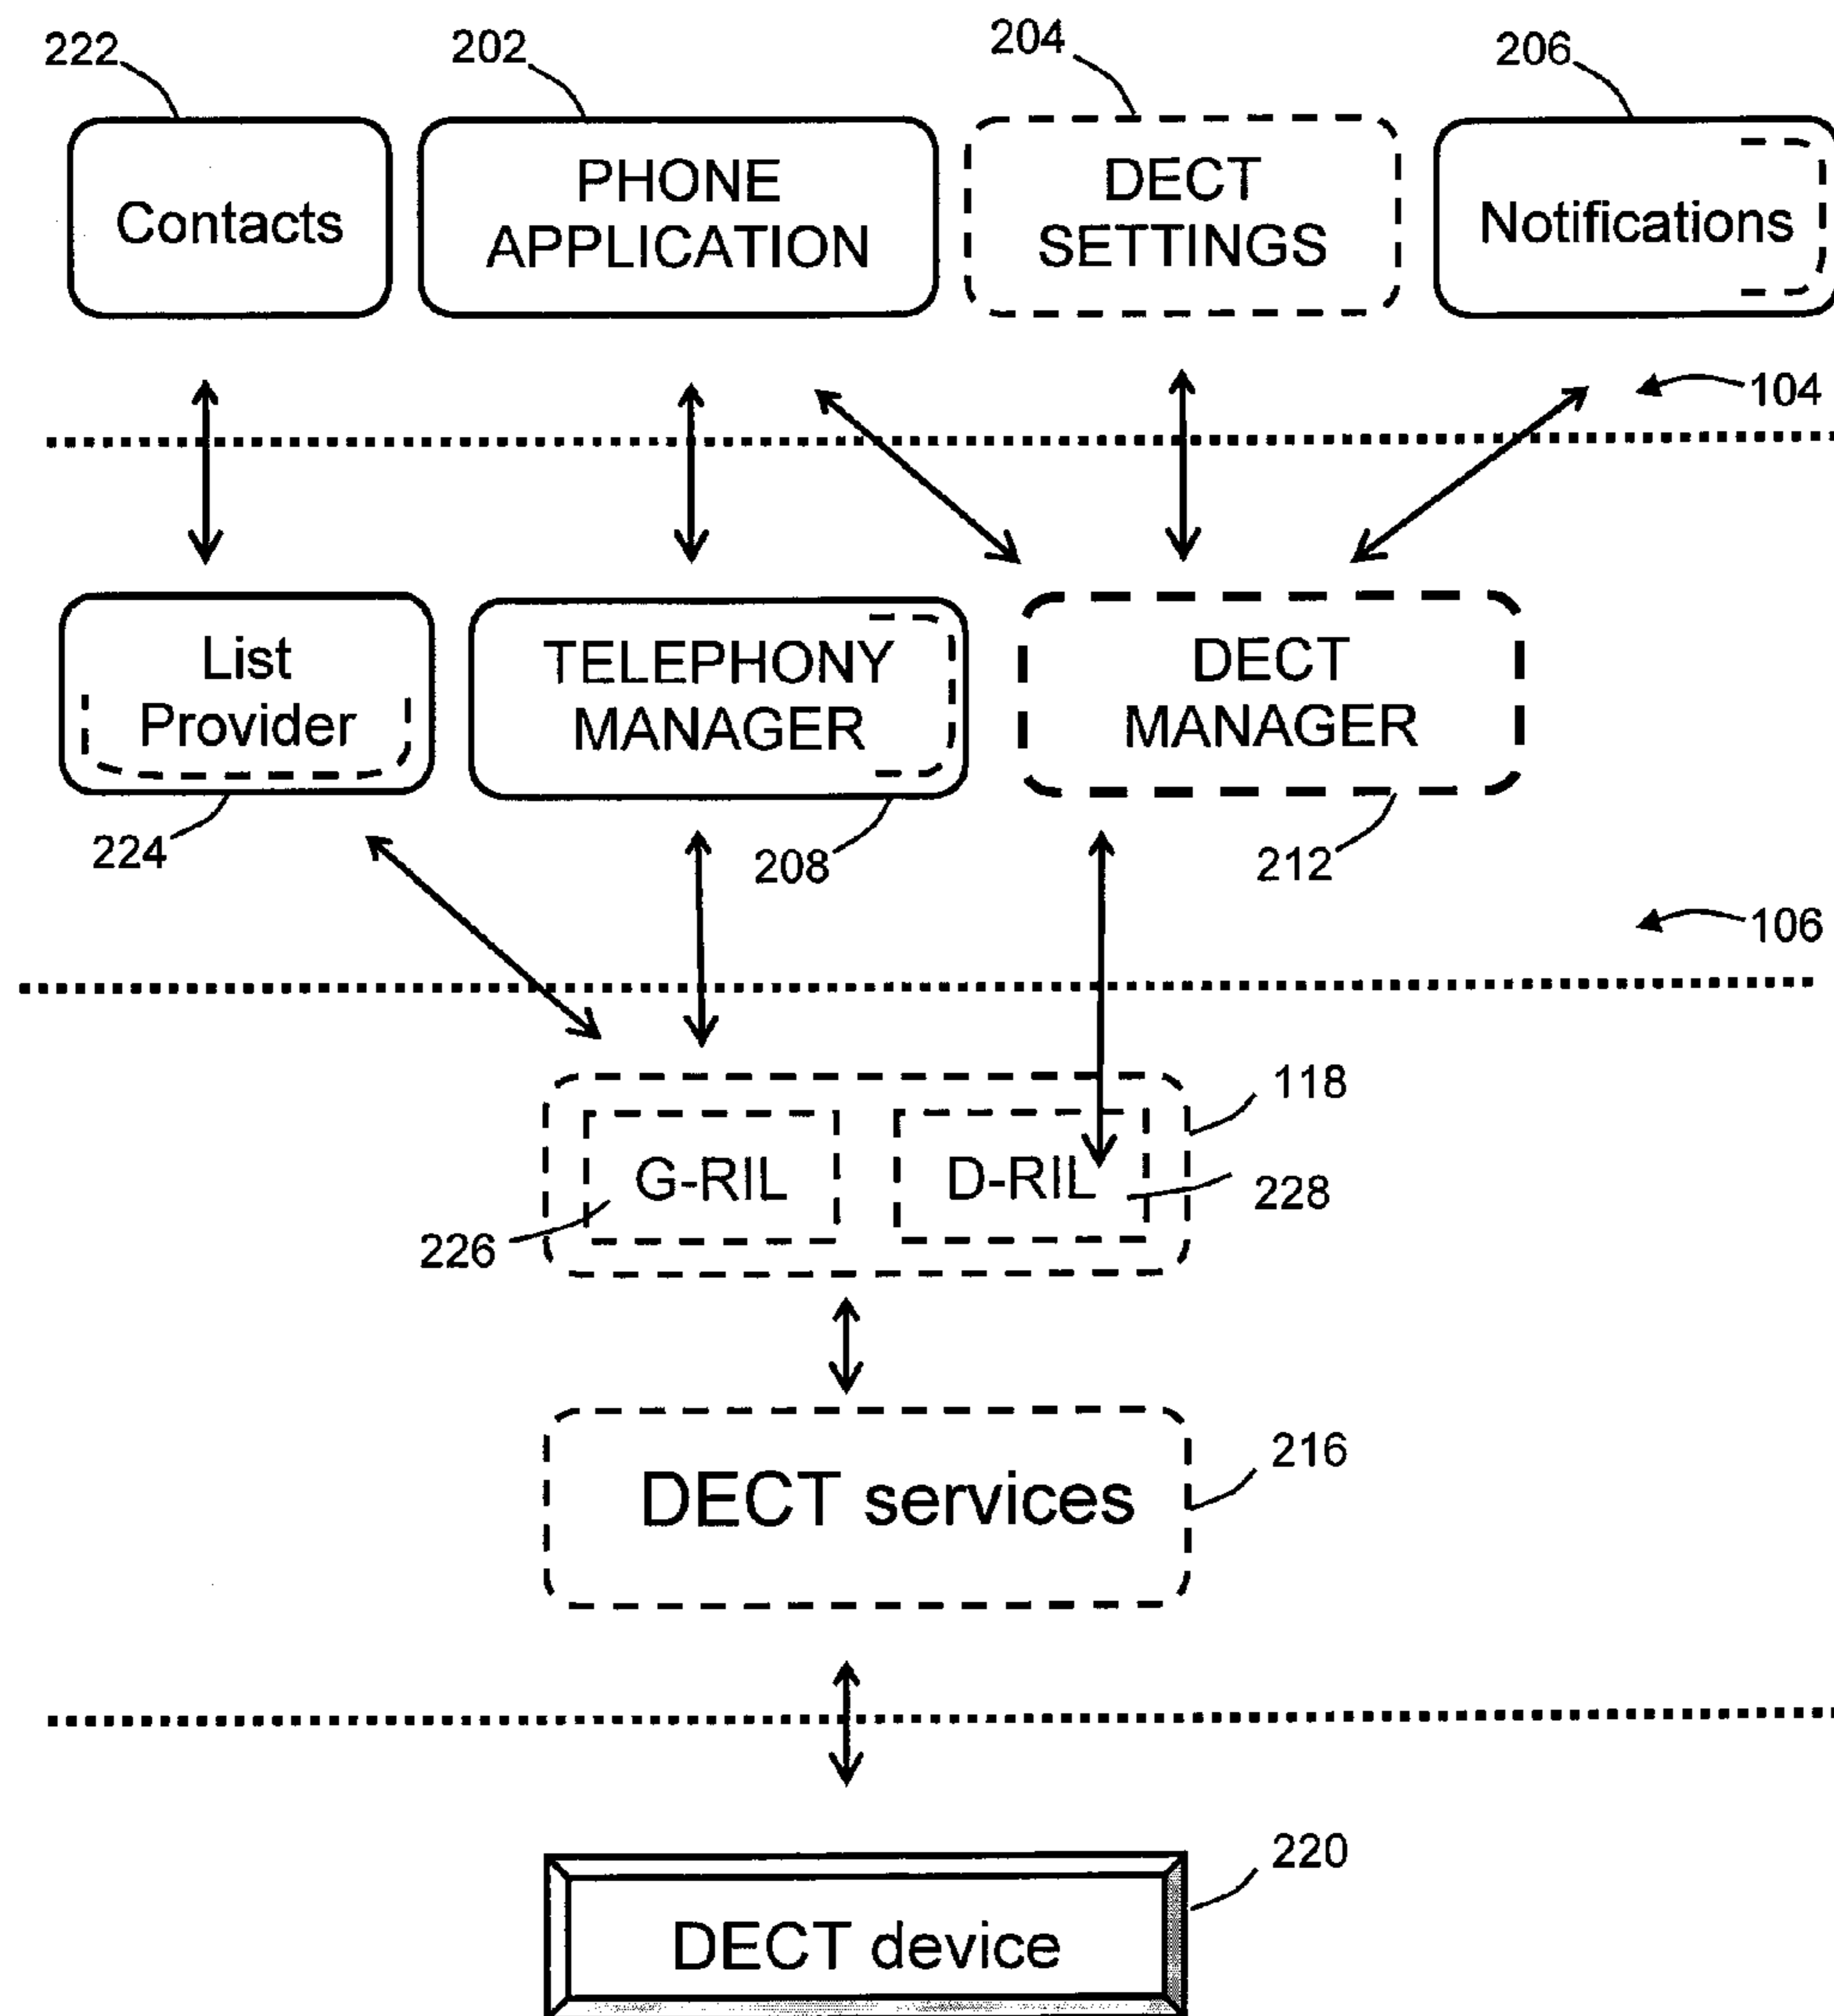 222
202
204
206
Contacts
PHONE
APPLICATION
DECT
SETTINGS
Notifications
104
List
Provider
TELEPHONY
MANAGER
DECT
MANAGER
224
208
212
106
118
G-RIL
D-RIL
226
228
DECT services
216
220
DECT device